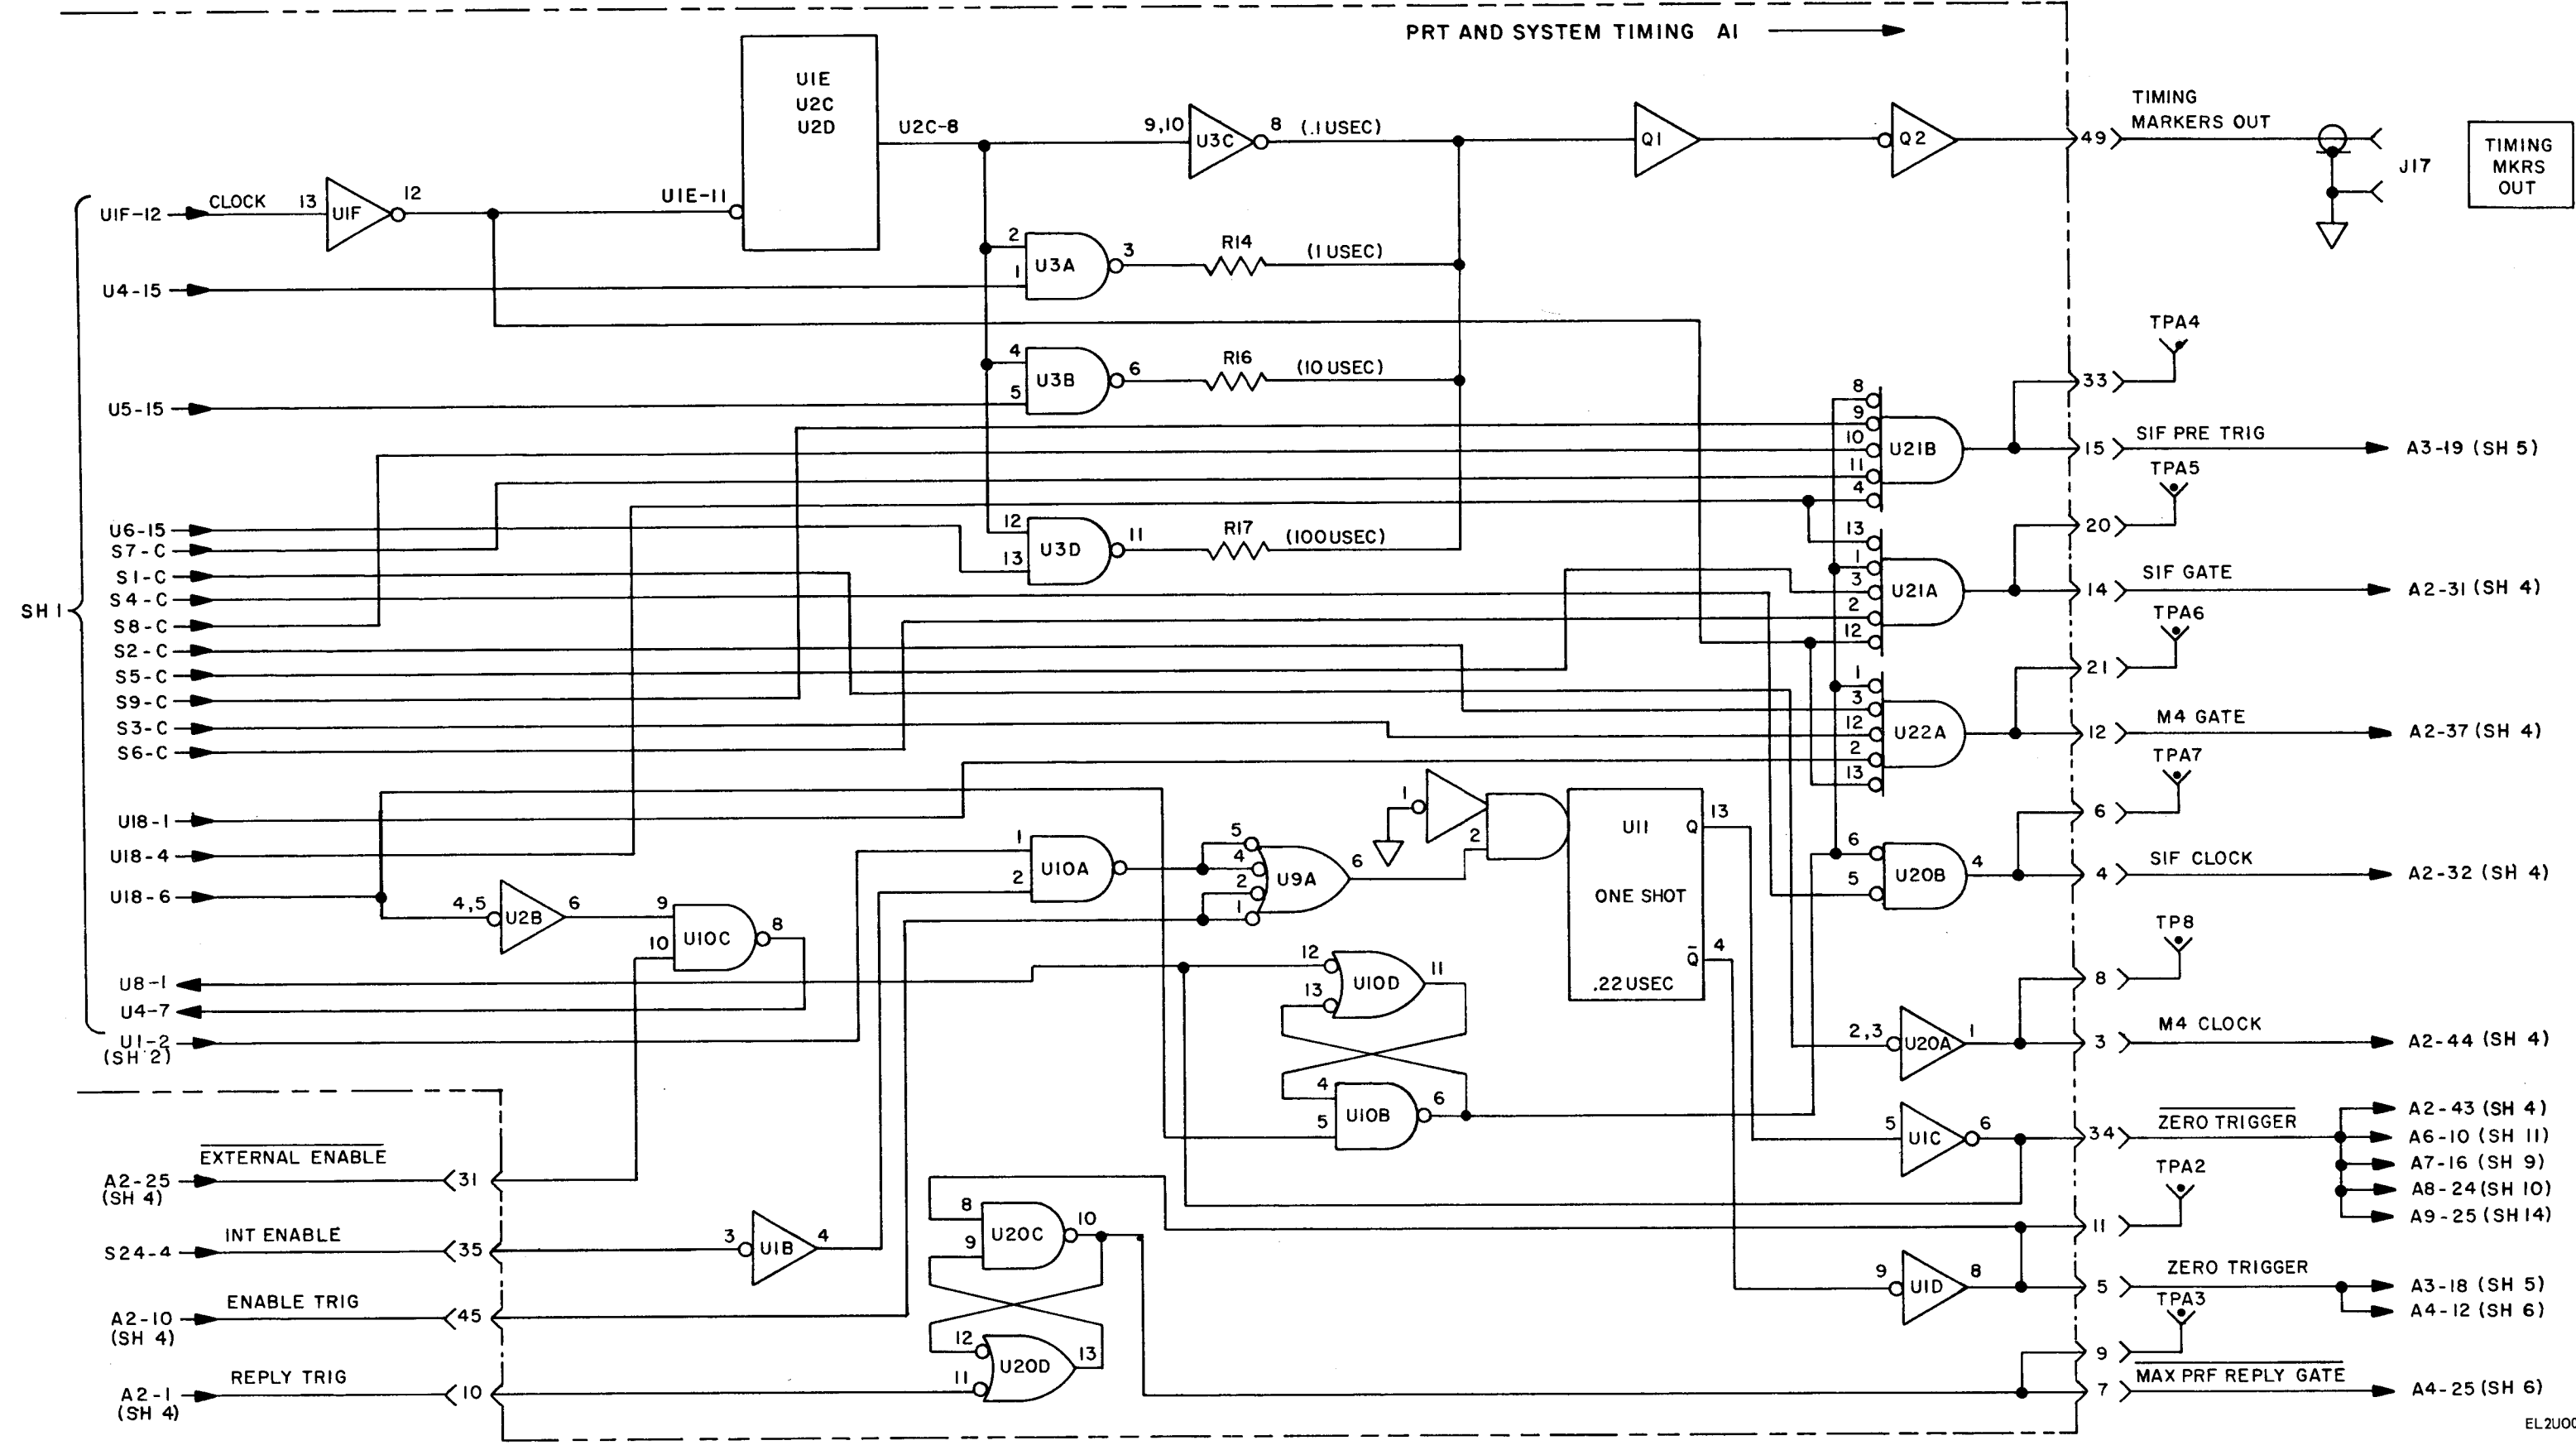 PRT AND SYSTEM TIMING A1
U1E
U2C
U2D
U2C-8
9,10
U3C
8
(.1USEC)
Q1
Q2
49
TIMING
MARKERS OUT
J17
TIMING
MKRS
OUT
SH 1
U1F-12
CLOCK
13
U1F
12
U1E-11
2
1
U3A
3
R14
(1 USEC)
U4-15
4
5
U3B
6
R16
(10 USEC)
U5-15
12
13
U3D
11
R17
(100USEC)
U6-15
S7-C
S1-C
S4-C
S8-C
S2-C
S5-C
S9-C
S3-C
S6-C
U18-1
U18-4
U18-6
U8-1
U4-7
U1-2
(SH 2)
8
9
10
11
4
U21B
33
TPA4
15
SIF PRE TRIG
A3-19 (SH 5)
13
1
3
2
12
U21A
20
TPA5
14
SIF GATE
A2-31 (SH 4)
1
3
12
2
13
U22A
21
TPA6
12
M4 GATE
A2-37 (SH 4)
6
5
U20B
4
6
TPA7
4
SIF CLOCK
A2-32 (SH 4)
4,5
U2B
6
9
10
U10C
8
1
2
U10A
5
4
2
1
U9A
6
1
2
U11
ONE SHOT
.22USEC
Q
13
Q̅
4
12
13
U10D
11
4
5
U10B
6
2,3
U20A
1
8
TP8
3
M4 CLOCK
A2-44 (SH 4)
5
U1C
6
34
ZERO TRIGGER
A2-43 (SH 4)
A6-10 (SH 11)
A7-16 (SH 9)
A8-24 (SH 10)
A9-25 (SH14)
11
TPA2
9
U1D
8
5
ZERO TRIGGER
A3-18 (SH 5)
A4-12 (SH 6)
9
TPA3
7
MAX PRF REPLY GATE
A4-25 (SH 6)
A2-25
(SH 4)
EXTERNAL ENABLE
31
S24-4
INT ENABLE
35
3
U1B
4
A2-10
(SH 4)
ENABLE TRIG
45
A2-1
(SH 4)
REPLY TRIG
10
8
9
U20C
10
12
11
U20D
13
EL2U00